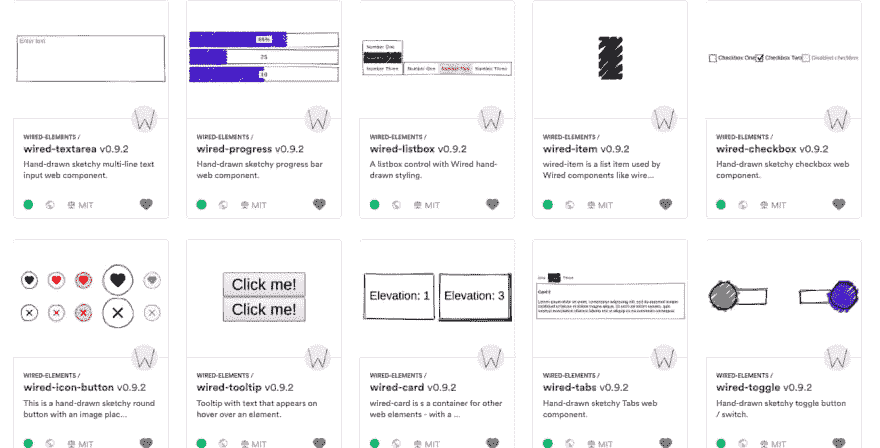 Enter text
66%
25
10
Number One
Number Three
Number One
Number Two
Number Three
Checkbox One
Checkbox Two
Disabled checkbox
W
W
W
W
W
WIRED-ELEMENTS /
wired-textarea v0.9.2
Hand-drawn sketchy multi-line text
input web component.
MIT
WIRED-ELEMENTS /
wired-progress v0.9.2
Hand-drawn sketchy progress bar
web component.
MIT
WIRED-ELEMENTS /
wired-listbox v0.9.2
A listbox control with Wired hand-
drawn styling.
MIT
WIRED-ELEMENTS /
wired-item v0.9.2
wired-item is a list item used by
Wired components like wire...
MIT
WIRED-ELEMENTS /
wired-checkbox v0.9.2
Hand-drawn sketchy checkbox web
component.
MIT
Click me!
Click me!
Elevation: 1
Elevation: 3
Three
Card 2
W
W
W
W
W
WIRED-ELEMENTS /
wired-icon-button v0.9.2
This is a hand-drawn sketchy round
button with an image plac...
MIT
WIRED-ELEMENTS /
wired-tooltip v0.9.2
Tooltip with text that appears on
hover over an element.
MIT
WIRED-ELEMENTS /
wired-card v0.9.2
wired-card is s a container for other
web elements - with a ...
MIT
WIRED-ELEMENTS /
wired-tabs v0.9.2
Hand-drawn sketchy Tabs web
component.
MIT
WIRED-ELEMENTS /
wired-toggle v0.9.2
Hand-drawn sketchy toggle button
/ switch.
MIT